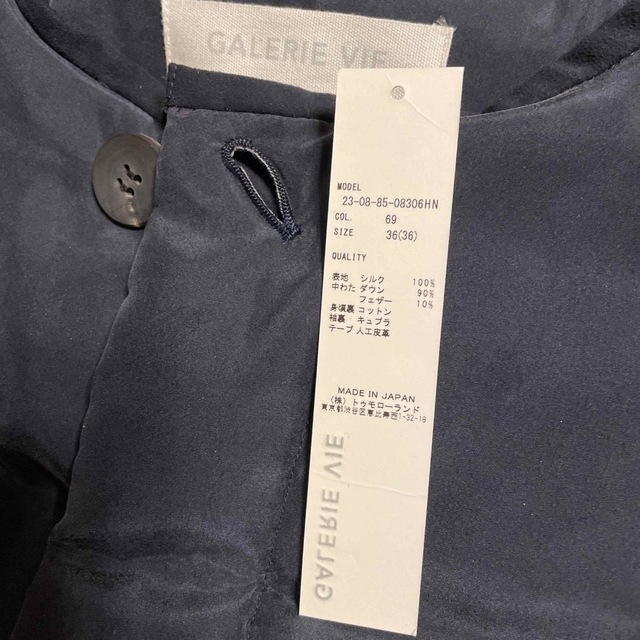 GALERIE VIE
MODEL
23-08-85-08306HN
COL. 69
SIZE 36(36)
QUALITY
表地 シルク 100%
中わた ダウン 90%
フェザー 10%
身頃裏 コットン
袖裏 キュプラ
テープ 人工皮革
MADE IN JAPAN
(株) トゥモローランド
東京都渋谷区恵比寿西1-32-18
GALERIE VIE